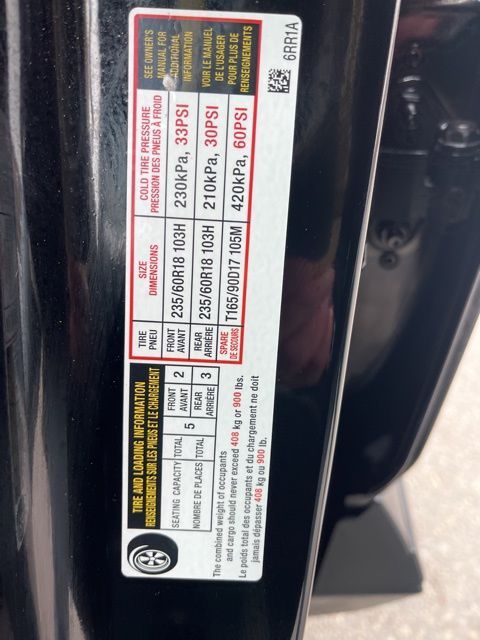 TIRE AND LOADING INFORMATION
RENSEIGNEMENTS SUR LES PNEUS ET LE CHARGEMENT
SEATING CAPACITY TOTAL 5 FRONT AVANT 2 REAR ARRIÈRE 3
NOMBRE DE PLACES TOTAL
The combined weight of occupants
and cargo should never exceed 408 kg or 900 lbs.
Le poids total des occupants et du chargement ne doit
jamais dépasser 408 kg ou 900 lb.
TIRE PNEU SIZE DIMENSIONS COLD TIRE PRESSURE PRESSION DES PNEUS À FROID
FRONT AVANT 235/60R18 103H 230kPa, 33PSI
REAR ARRIÈRE 235/60R18 103H 210kPa, 30PSI
SPARE DE SECOURS T165/90D17 105M 420kPa, 60PSI
SEE OWNER'S
MANUAL FOR
ADDITIONAL
INFORMATION
VOIR LE MANUEL
DE L'USAGER
POUR PLUS DE
RENSEIGNEMENTS
6RR1A